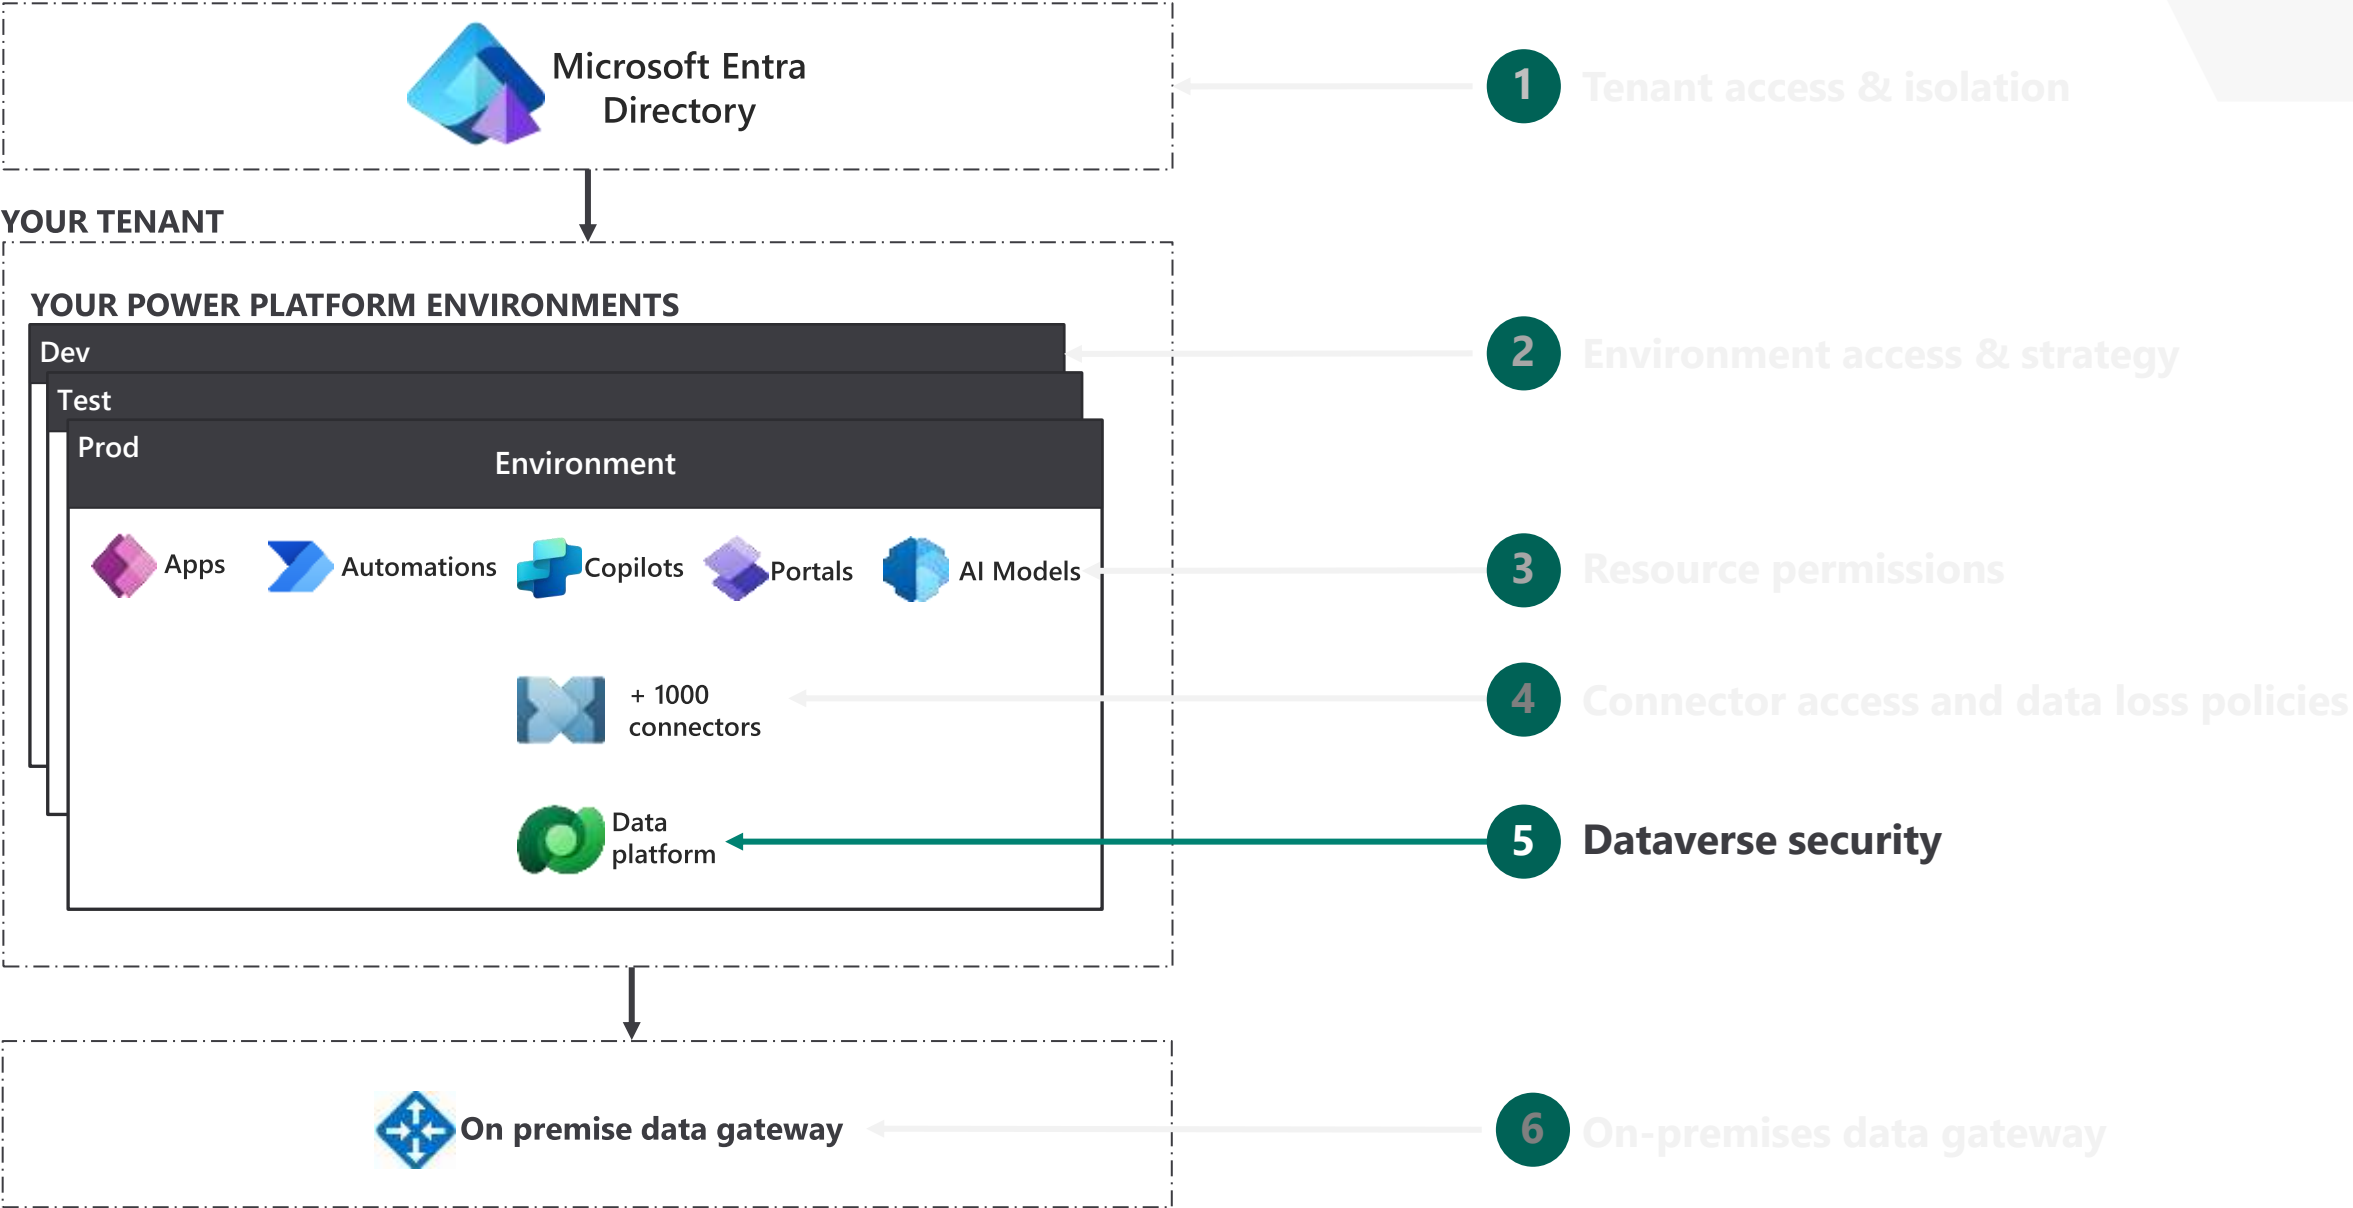 Microsoft Entra
Directory
1
Tenant access & isolation
YOUR TENANT
YOUR POWER PLATFORM ENVIRONMENTS
Dev
2
Environment access & strategy
Test
Prod
Environment
Apps
Automations
Copilots
Portals
AI Models
3
Resource permissions
+ 1000
connectors
4
Connector access and data loss policies
Data
platform
5
Dataverse security
On premise data gateway
6
On-premises data gateway